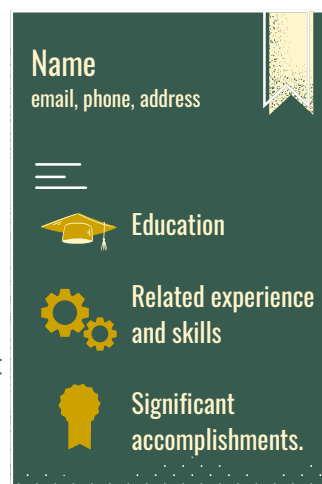 Name
email, phone, address
Education
Related experience
and skills
Significant
accomplishments.